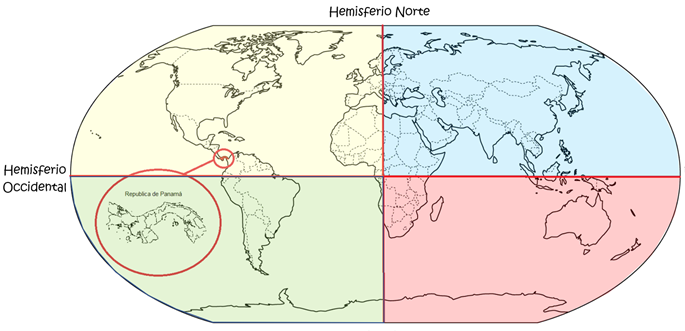 Hemisferio Norte
Hemisferio
Occidental
Republica de Panamá